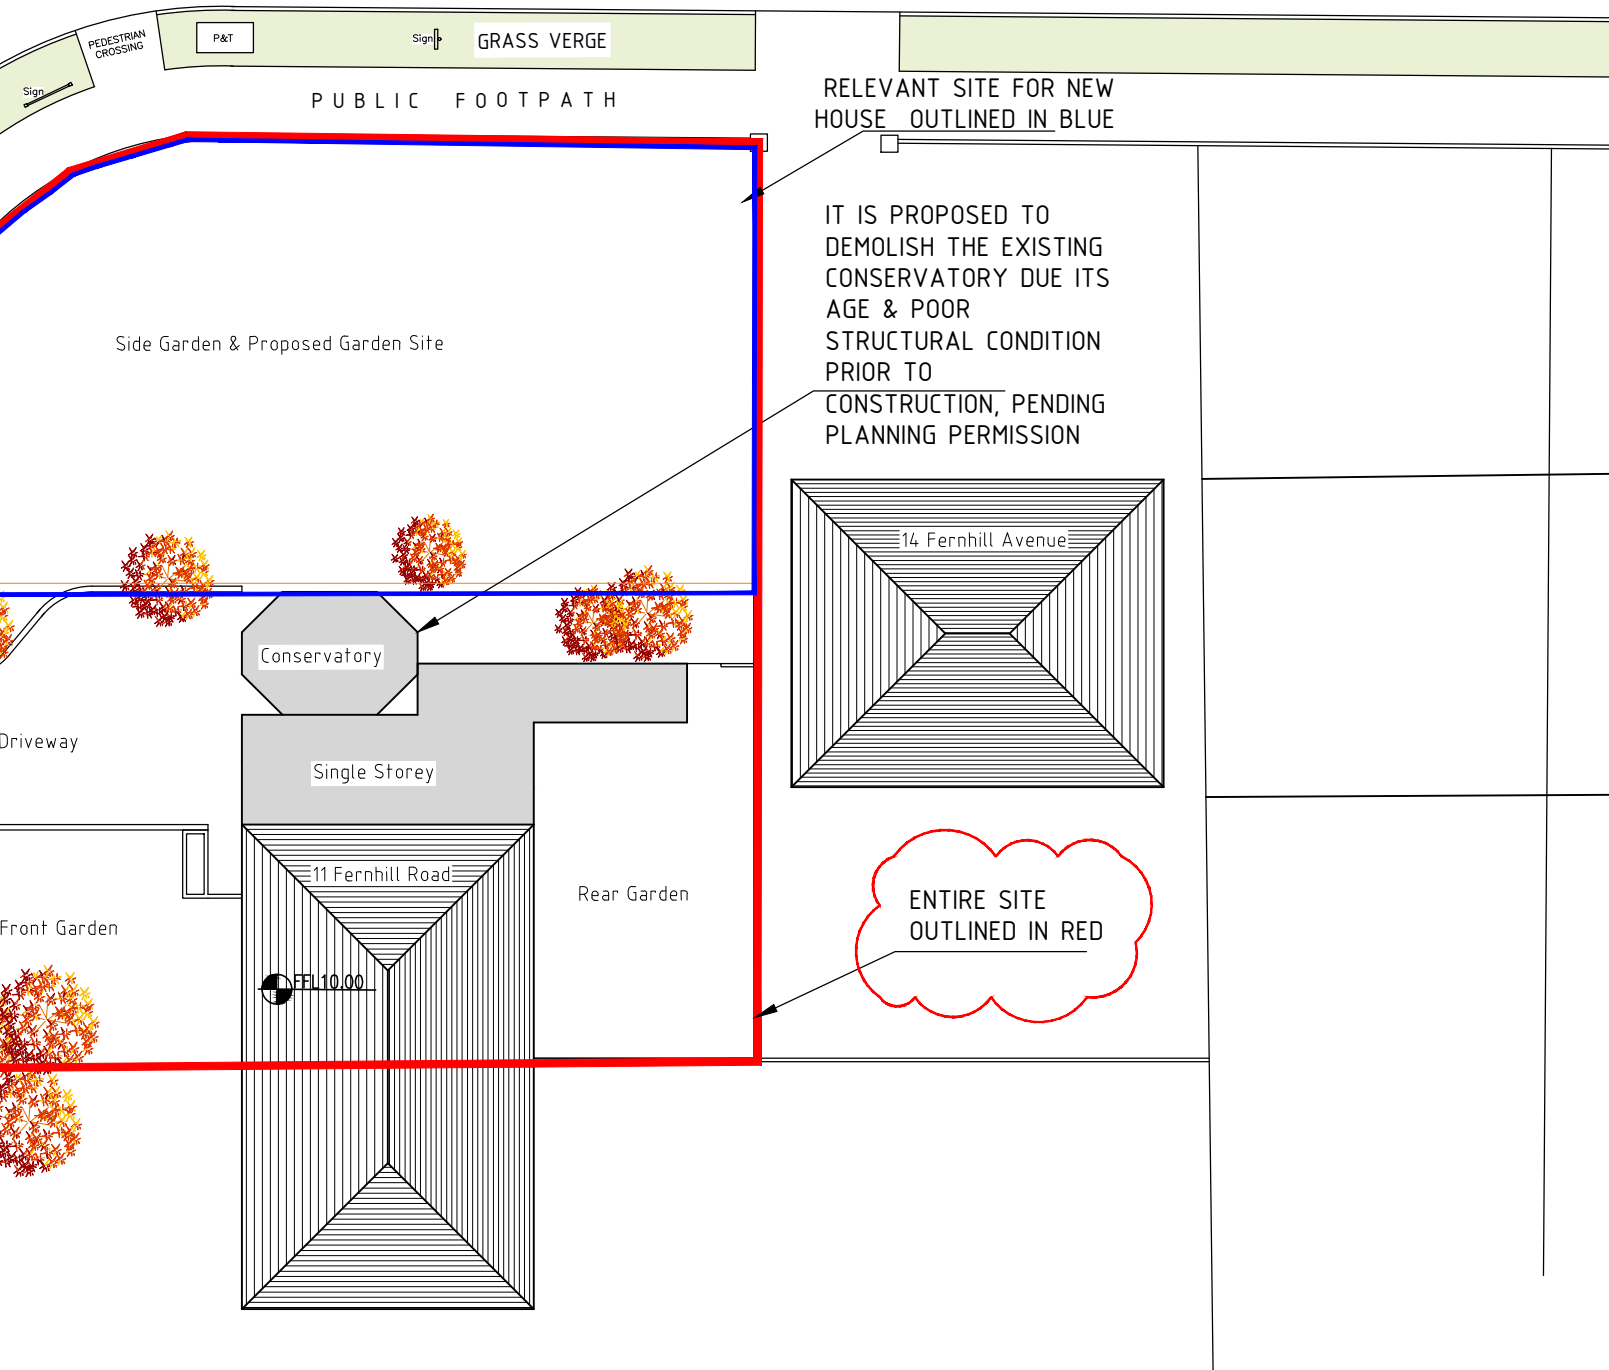 PEDESTRIAN
CROSSING
P&T
Sign
GRASS VERGE
Sign
PUBLIC FOOTPATH
RELEVANT SITE FOR NEW
HOUSE OUTLINED IN BLUE
IT IS PROPOSED TO
DEMOLISH THE EXISTING
CONSERVATORY DUE ITS
AGE & POOR
STRUCTURAL CONDITION
PRIOR TO
CONSTRUCTION, PENDING
PLANNING PERMISSION
Side Garden & Proposed Garden Site
14 Fernhill Avenue
Conservatory
Driveway
Single Storey
11 Fernhill Road
Rear Garden
ENTIRE SITE
OUTLINED IN RED
Front Garden
FFL10.00